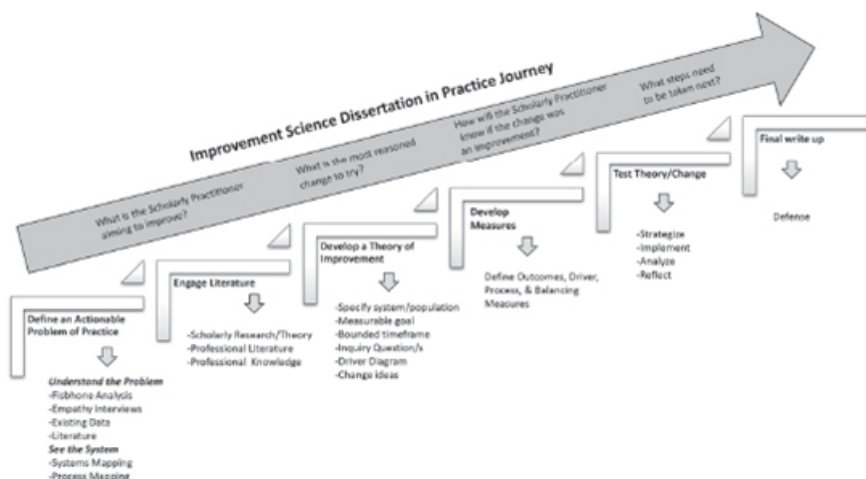 Improvement Science Dissertation in Practice Journey
What is the Scholarly Practitioner
aiming to improve?
What is the most reasoned
change to try?
How will the Scholarly Practitioner
know if the change was
an improvement?
What steps need
to be taken next?
Define an Actionable
Problem of Practice
Understand the Problem
-Fishbone Analysis
-Empathy Interviews
-Existing Data
-Literature
See the System
-Systems Mapping
-Process Mapping
Engage Literature
-Scholarly Research/Theory
-Professional Literature
-Professional Knowledge
Develop a Theory of
Improvement
-Specify system/population
-Measurable goal
-Bounded timeframe
-Inquiry Question/s
-Driver Diagram
-Change ideas
Develop
Measures
Define Outcomes, Driver,
Process, & Balancing
Measures
Test Theory/Change
-Strategize
-Implement
-Analyze
-Reflect
Final write up
Defense